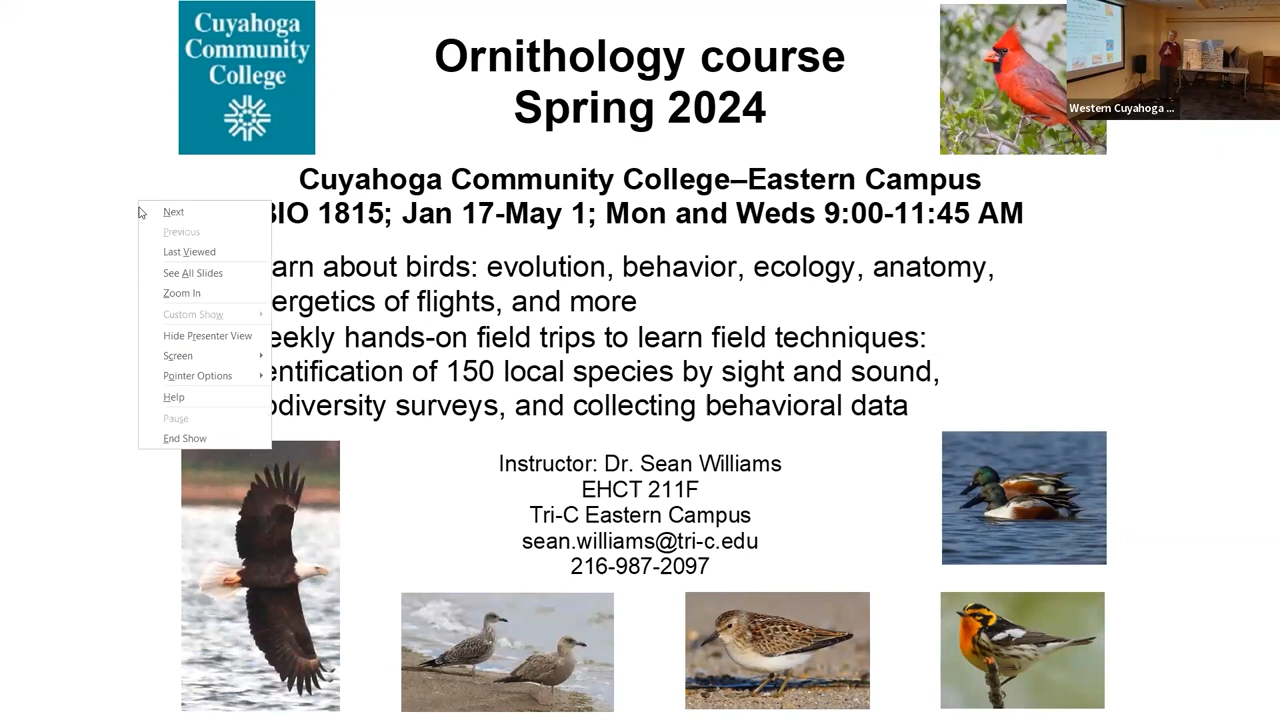 Cuyahoga
Community
College
Ornithology course
Spring 2024
Western Cuyahoga ...
Cuyahoga Community College–Eastern Campus
BIO 1815; Jan 17-May 1; Mon and Weds 9:00-11:45 AM
arn about birds: evolution, behavior, ecology, anatomy,
ergetics of flights, and more
eekly hands-on field trips to learn field techniques:
entification of 150 local species by sight and sound,
odiversity surveys, and collecting behavioral data
Next
Previous
Last Viewed
See All Slides
Zoom In
Custom Show
Hide Presenter View
Screen
Pointer Options
Help
Pause
End Show
Instructor: Dr. Sean Williams
EHCT 211F
Tri-C Eastern Campus
sean.williams@tri-c.edu
216-987-2097